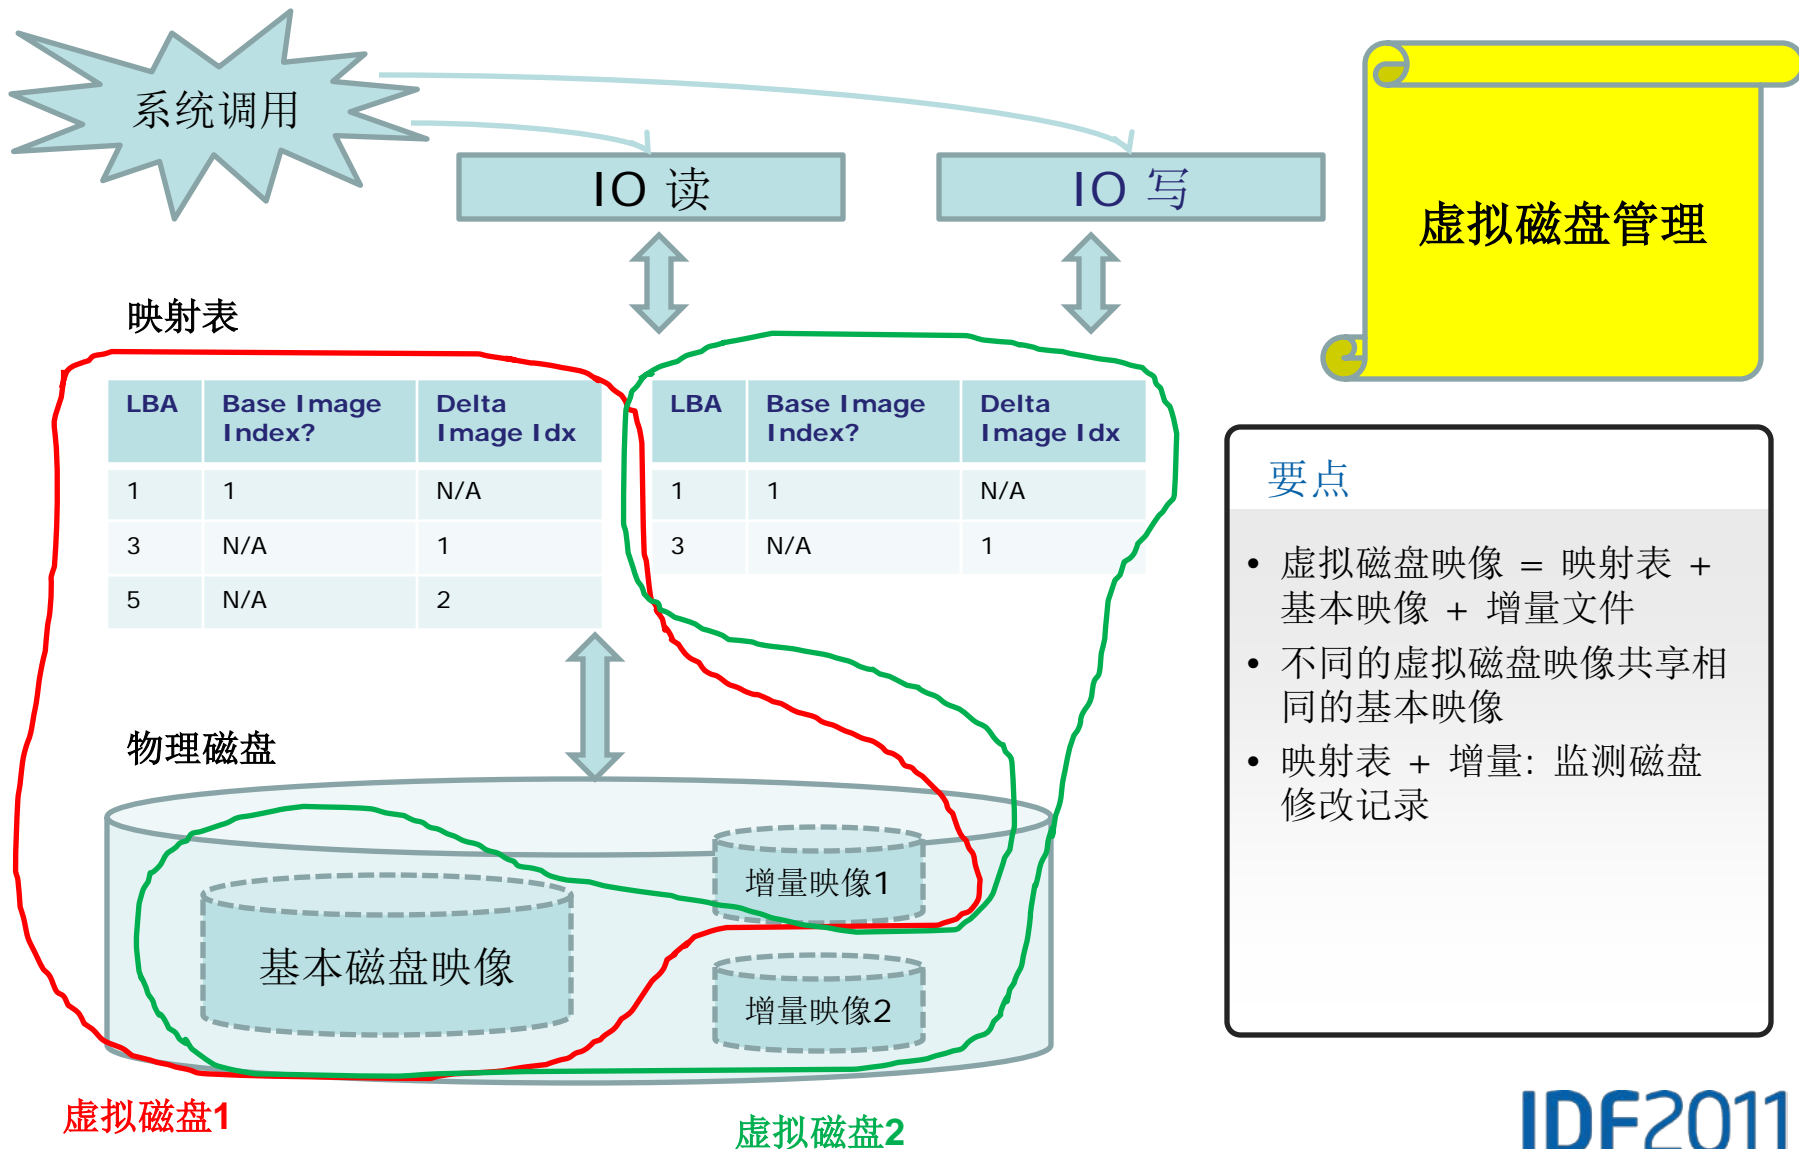 系统调用
IO 读
IO 写
虚拟磁盘管理
映射表
LBA Base Image Index? Delta Image Idx
1 1 N/A
3 N/A 1
5 N/A 2
LBA Base Image Index? Delta Image Idx
1 1 N/A
3 N/A 1
物理磁盘
基本磁盘映像
增量映像1
增量映像2
虚拟磁盘1
虚拟磁盘2
要点
• 虚拟磁盘映像 = 映射表 +
基本映像 + 增量文件
• 不同的虚拟磁盘映像共享相
同的基本映像
• 映射表 + 增量: 监测磁盘
修改记录
IDF2011